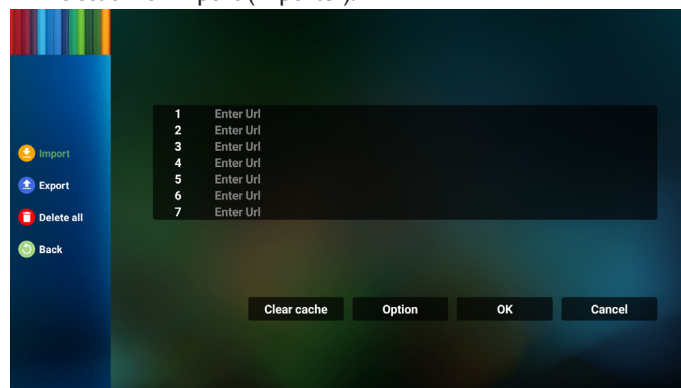 1 Enter Url
2 Enter Url
3 Enter Url
4 Enter Url
5 Enter Url
6 Enter Url
7 Enter Url
Import
Export
Delete all
Back
Clear cache Option OK Cancel